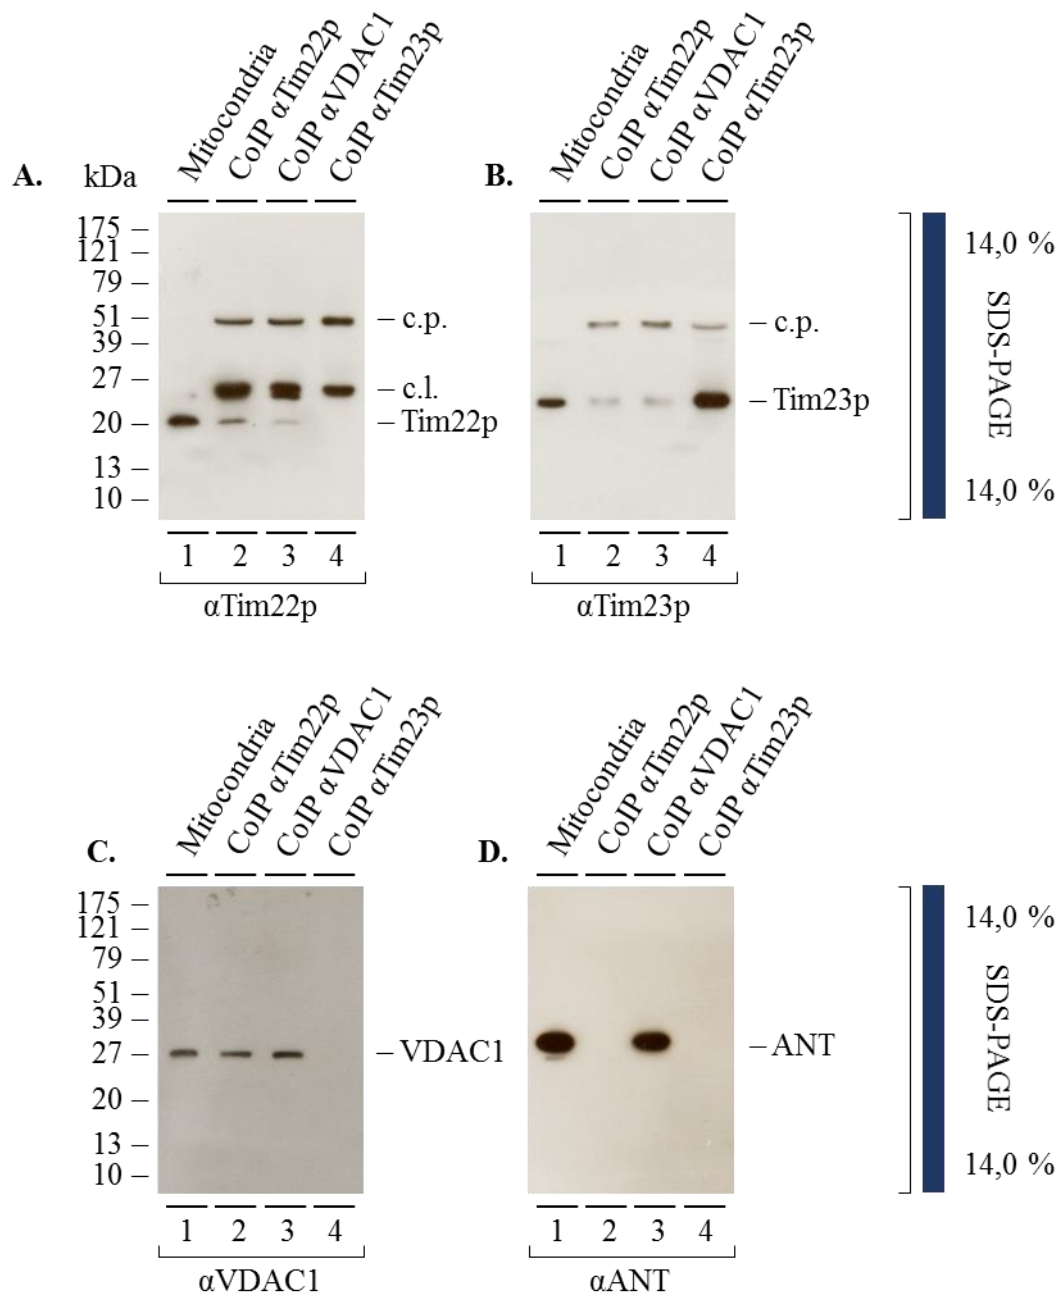 Mitocondria
CoIP αTim22p
CoIP αVDAC1
CoIP αTim23p
Mitocondria
CoIP αTim22p
CoIP αVDAC1
CoIP αTim23p
A.
kDa
B.
175 –
121 –
79 –
51 –
39 –
27 –
20 –
13 –
10 –
– c.p.
– c.l.
– Tim22p
– c.p.
– Tim23p
14,0 %
SDS-PAGE
14,0 %
1 2 3 4
αTim22p
1 2 3 4
αTim23p
Mitocondria
CoIP αTim22p
CoIP αVDAC1
CoIP αTim23p
Mitocondria
CoIP αTim22p
CoIP αVDAC1
CoIP αTim23p
C.
D.
175 –
121 –
79 –
51 –
39 –
27 –
20 –
13 –
10 –
– VDAC1
– ANT
14,0 %
SDS-PAGE
14,0 %
1 2 3 4
αVDAC1
1 2 3 4
αANT